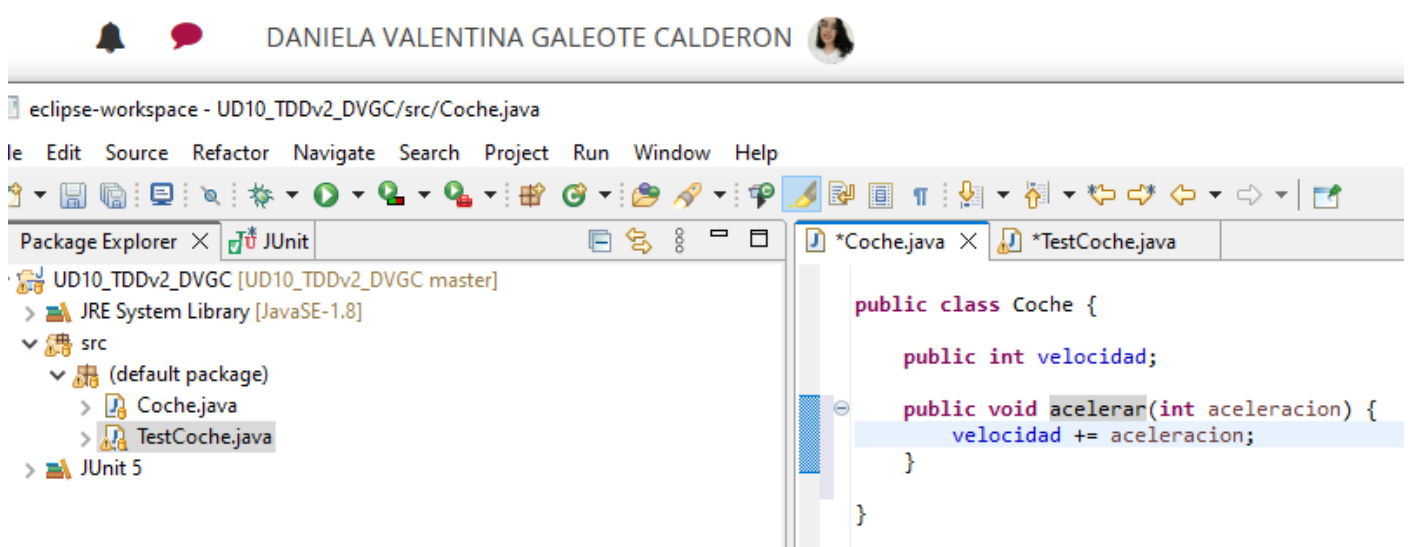 DANIELA VALENTINA GALEOTE CALDERON
eclipse-workspace - UD10_TDDv2_DVGC/src/Coche.java
le Edit Source Refactor Navigate Search Project Run Window Help
Package Explorer JUnit
UD10_TDDv2_DVGC [UD10_TDDv2_DVGC master]
JRE System Library [JavaSE-1.8]
src
(default package)
Coche.java
TestCoche.java
JUnit 5
*Coche.java *TestCoche.java
public class Coche {
public int velocidad;
public void acelerar(int aceleracion) {
velocidad += aceleracion;
}
}